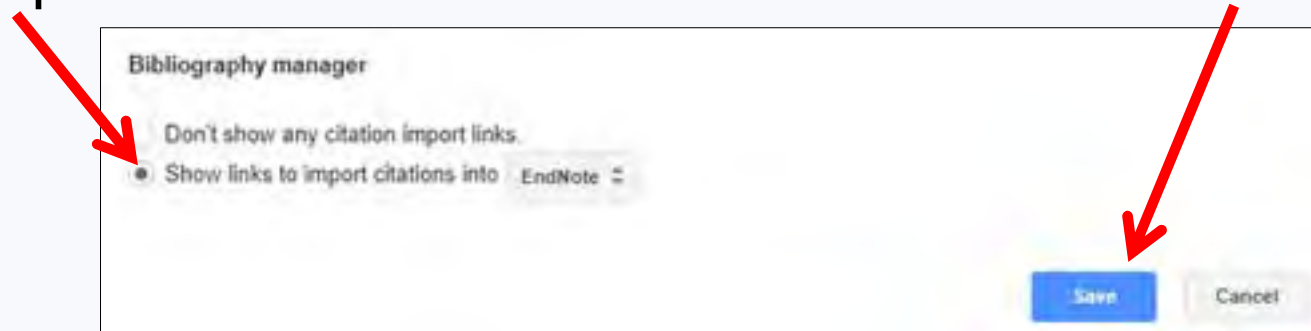 Bibliography manager
Don't show any citation import links.
Show links to import citations into EndNote
Save Cancel